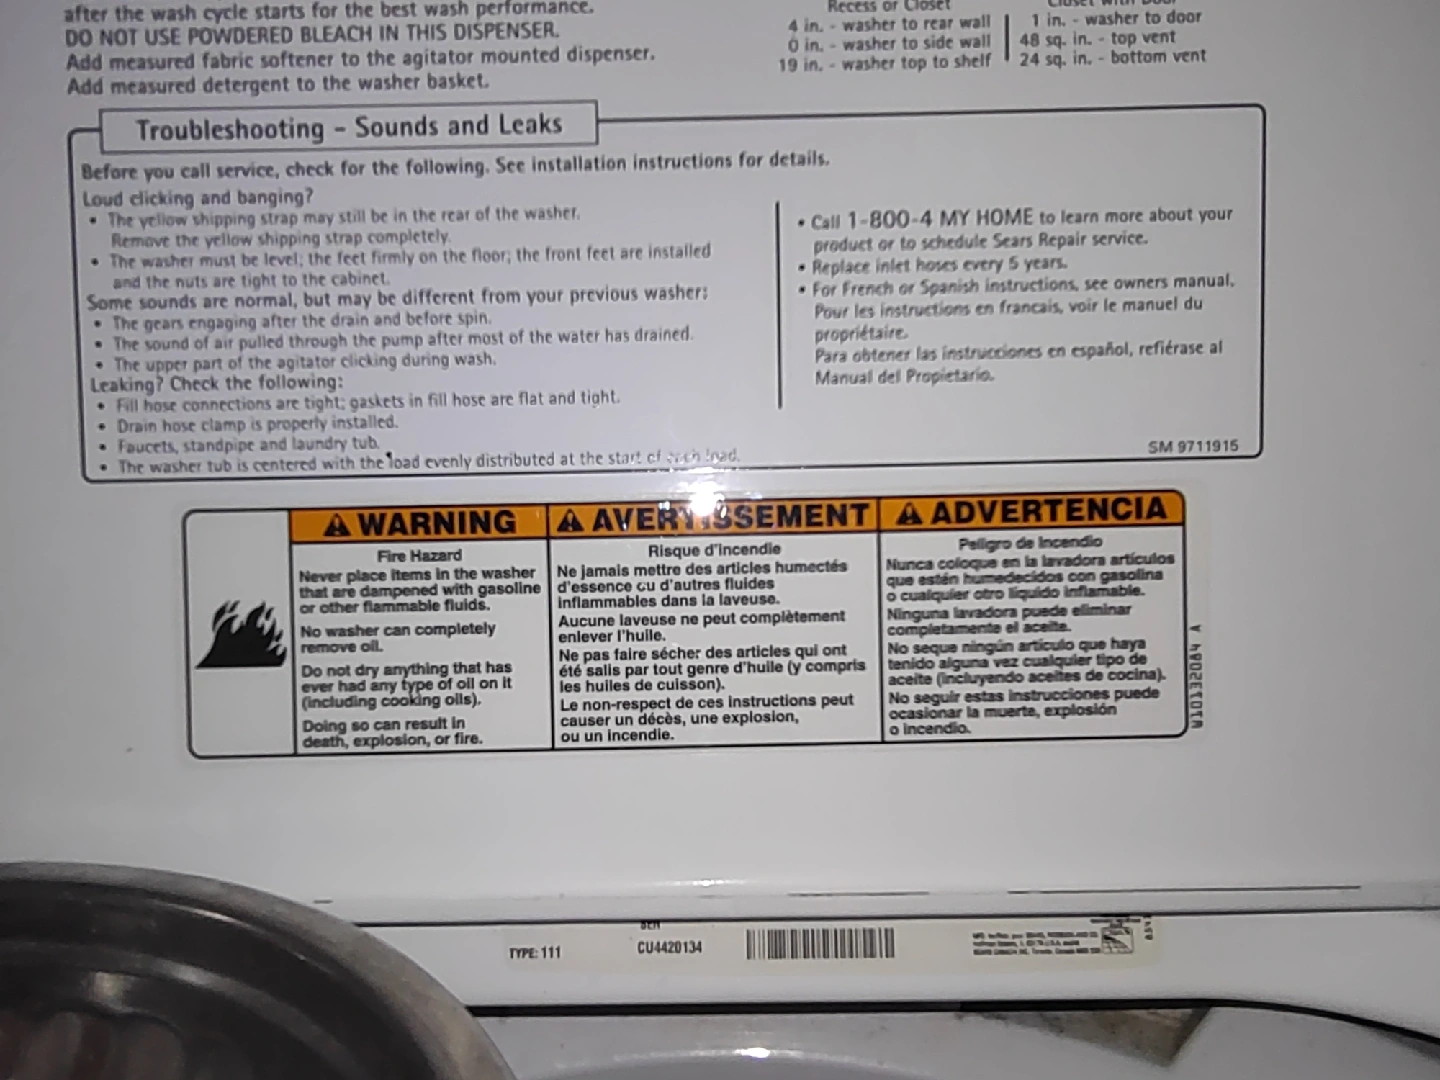 after the wash cycle starts for the best wash performance.
DO NOT USE POWDERED BLEACH IN THIS DISPENSER.
Add measured fabric softener to the agitator mounted dispenser.
Add measured detergent to the washer basket.
Recess or Closet
4 in. - washer to rear wall
0 in. - washer to side wall
19 in. - washer top to shelf
Closet with Door
1 in. - washer to door
48 sq. in. - top vent
24 sq. in. - bottom vent
Troubleshooting – Sounds and Leaks
Before you call service, check for the following. See installation instructions for details.
Loud clicking and banging?
• The yellow shipping strap may still be in the rear of the washer.
Remove the yellow shipping strap completely.
• The washer must be level; the feet firmly on the floor; the front feet are installed
and the nuts are tight to the cabinet.
Some sounds are normal, but may be different from your previous washer:
• The gears engaging after the drain and before spin.
• The sound of air pulled through the pump after most of the water has drained.
• The upper part of the agitator clicking during wash.
Leaking? Check the following:
• Fill hose connections are tight; gaskets in fill hose are flat and tight.
• Drain hose clamp is properly installed.
• Faucets, standpipe and laundry tub.
• The washer tub is centered with the load evenly distributed at the start of each load.
• Call 1-800-4 MY HOME to learn more about your
product or to schedule Sears Repair service.
• Replace inlet hoses every 5 years.
• For French or Spanish instructions, see owners manual.
Pour les instructions en francais, voir le manuel du
propriétaire.
Para obtener las instrucciones en español, refiérase al
Manual del Propietario.
SM 9711915
WARNING
Fire Hazard
Never place items in the washer
that are dampened with gasoline
or other flammable fluids.
No washer can completely
remove oil.
Do not dry anything that has
ever had any type of oil on it
(including cooking oils).
Doing so can result in
death, explosion, or fire.
AVERTISSEMENT
Risque d'incendie
Ne jamais mettre des articles humectés
d'essence ou d'autres fluides
inflammables dans la laveuse.
Aucune laveuse ne peut complètement
enlever l'huile.
Ne pas faire sécher des articles qui ont
été salis par tout genre d'huile (y compris
les huiles de cuisson).
Le non-respect de ces instructions peut
causer un décès, une explosion,
ou un incendie.
ADVERTENCIA
Peligro de Incendio
Nunca coloque en la lavadora artículos
que estén humedecidos con gasolina
o cualquier otro líquido inflamable.
Ninguna lavadora puede eliminar
completamente el aceite.
No seque ningún artículo que haya
tenido alguna vez cualquier tipo de
aceite (incluyendo aceites de cocina).
No seguir estas instrucciones puede
ocasionar la muerte, explosión
o incendio.
TYPE: 111
CU4420134